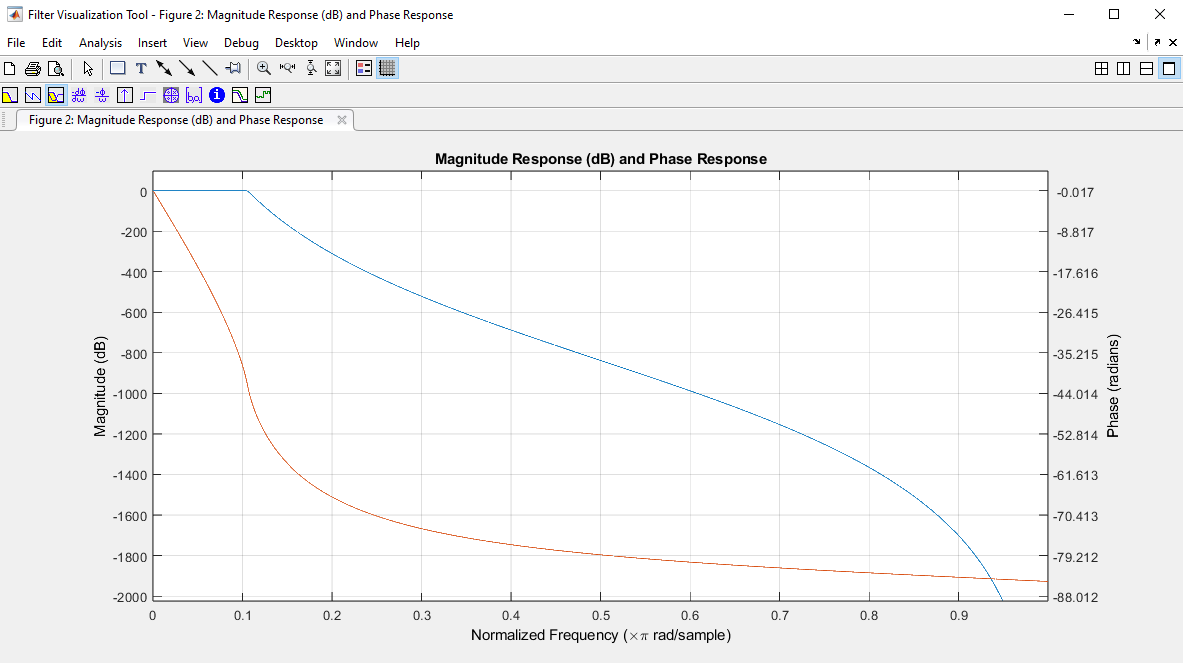 Filter Visualization Tool - Figure 2: Magnitude Response (dB) and Phase Response
File Edit Analysis Insert View Debug Desktop Window Help
T
Figure 2: Magnitude Response (dB) and Phase Response
Magnitude Response (dB) and Phase Response
Magnitude (dB)
0
-200
-400
-600
-800
-1000
-1200
-1400
-1600
-1800
-2000
0 0.1 0.2 0.3 0.4 0.5 0.6 0.7 0.8 0.9
Normalized Frequency (×π rad/sample)
-0.017
-8.817
-17.616
-26.415
-35.215
-44.014
-52.814
-61.613
-70.413
-79.212
-88.012
Phase (radians)